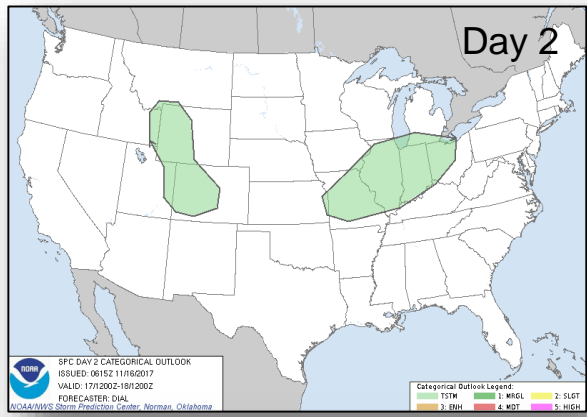 Day 2
NOAA
SPC DAY 2 CATEGORICAL OUTLOOK
ISSUED: 0615Z 11/16/2017
VALID: 17/1200Z-18/1200Z
FORECASTER: DIAL
NOAA/NWS Storm Prediction Center, Norman, Oklahoma
Categorical Outlook Legend:
TSTM 1: MRGL 2: SLGT
3: ENH 4: MDT 5: HIGH